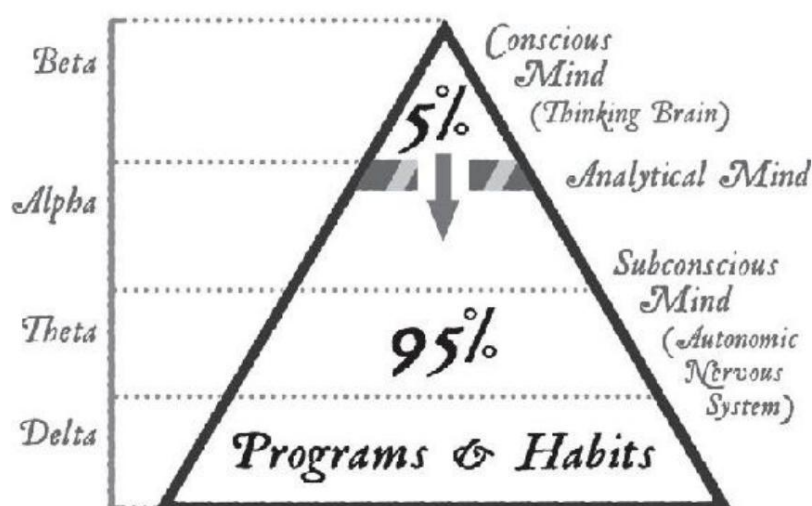 Beta
Alpha
Theta
Delta
5%
95%
Programs & Habits
Conscious
Mind
(Thinking Brain)
Analytical Mind
Subconscious
Mind
(Autonomic
Nervous
System)